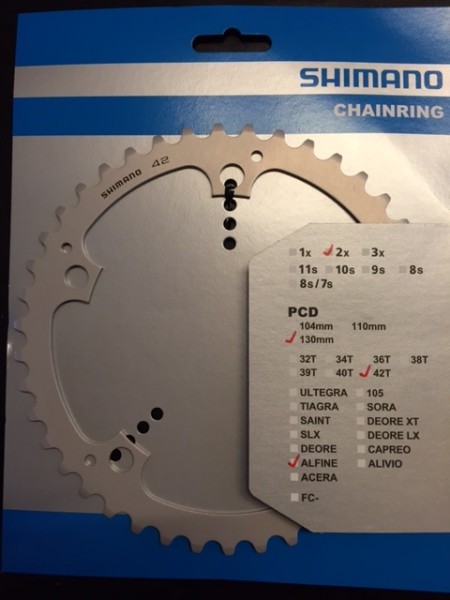 SHIMANO
CHAINRING
SHIMANO 42
1x 2x 3x
11s 10s 9s 8s
8s/7s
PCD
104mm 110mm
130mm
32T 34T 36T 38T
39T 40T 42T
ULTEGRA 105
TIAGRA SORA
SAINT DEORE XT
SLX DEORE LX
DEORE CAPREO
ALFINE ALIVIO
ACERA
FC-